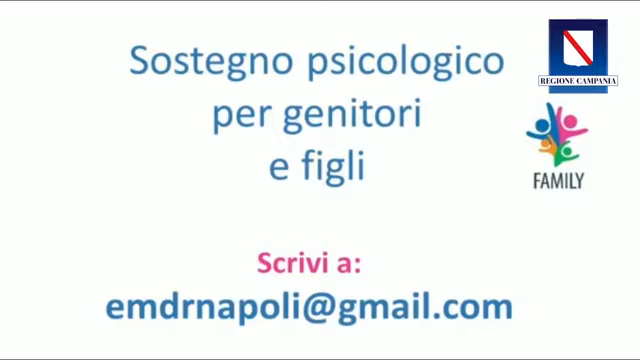 Sostegno psicologico
per genitori
e figli
REGIONE CAMPANIA
FAMILY
Scrivi a:
emdrnapoli@gmail.com